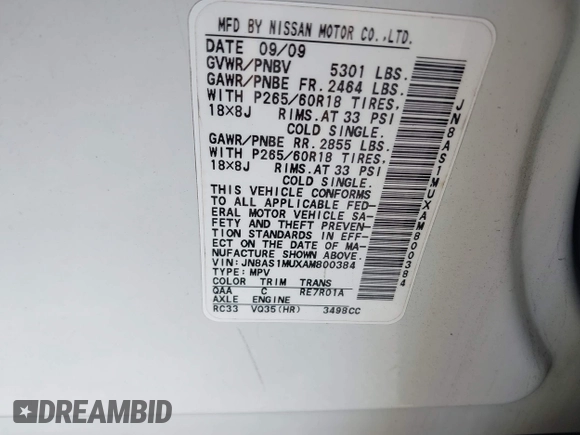 MFD BY NISSAN MOTOR CO.,LTD.
DATE 09/09
GVWR/PNBV 5301 LBS.
GAWR/PNBE FR. 2464 LBS.
WITH P265/60R18 TIRES,
18×8J RIMS.AT 33 PSI
COLD SINGLE.
GAWR/PNBE RR. 2855 LBS.
WITH P265/60R18 TIRES,
18×8J RIMS.AT 33 PSI
COLD SINGLE.
THIS VEHICLE CONFORMS
TO ALL APPLICABLE FED-
ERAL MOTOR VEHICLE SA-
FETY AND THEFT PREVEN-
TION STANDARDS IN EFF-
ECT ON THE DATE OF MA-
NUFACTURE SHOWN ABOVE.
VIN: JN8AS1MUXAM800384
TYPE: MPV
COLOR TRIM TRANS
QAA C RE7R01A
AXLE ENGINE
RC33 VQ35(HR) 3498CC
JN8AS1MUXAM800384
DREAMBID